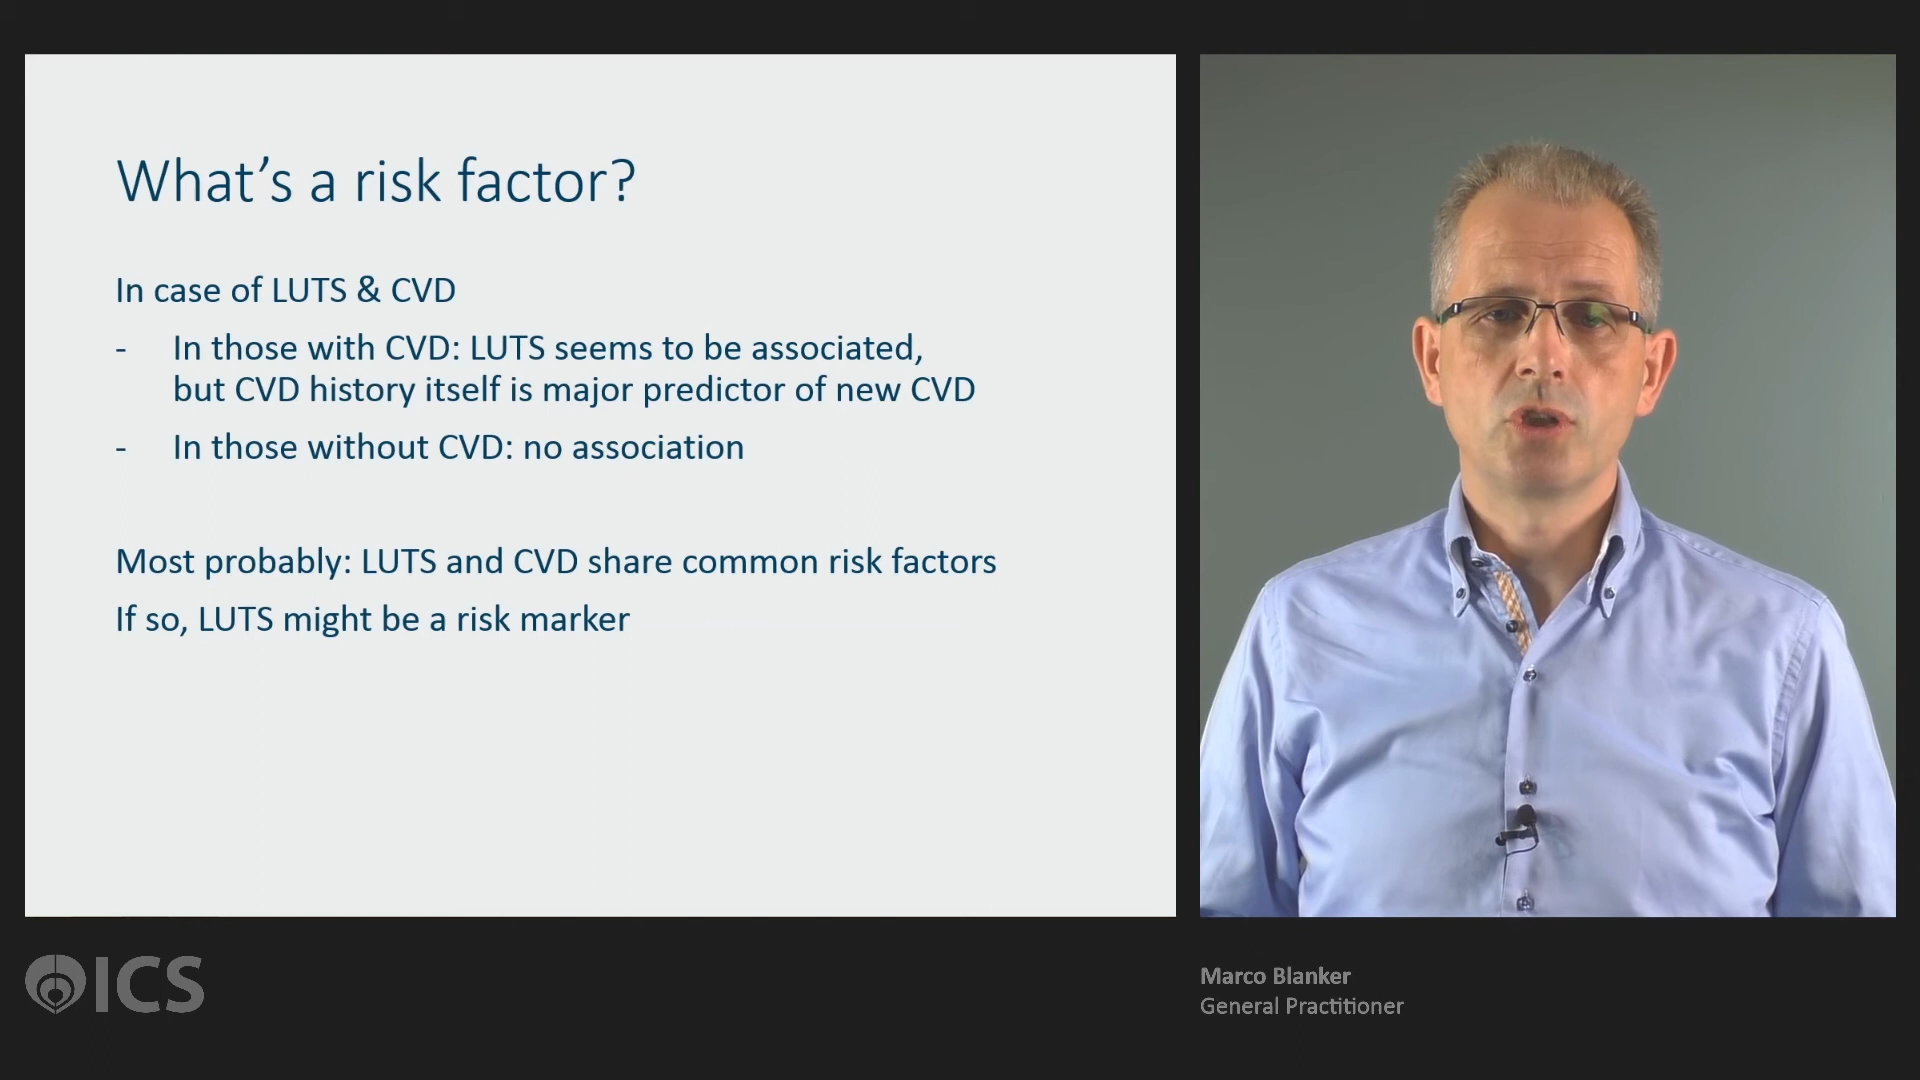 What's a risk factor?
In case of LUTS & CVD
- In those with CVD: LUTS seems to be associated,
but CVD history itself is major predictor of new CVD
- In those without CVD: no association
Most probably: LUTS and CVD share common risk factors
If so, LUTS might be a risk marker
ICS
Marco Blanker
General Practitioner